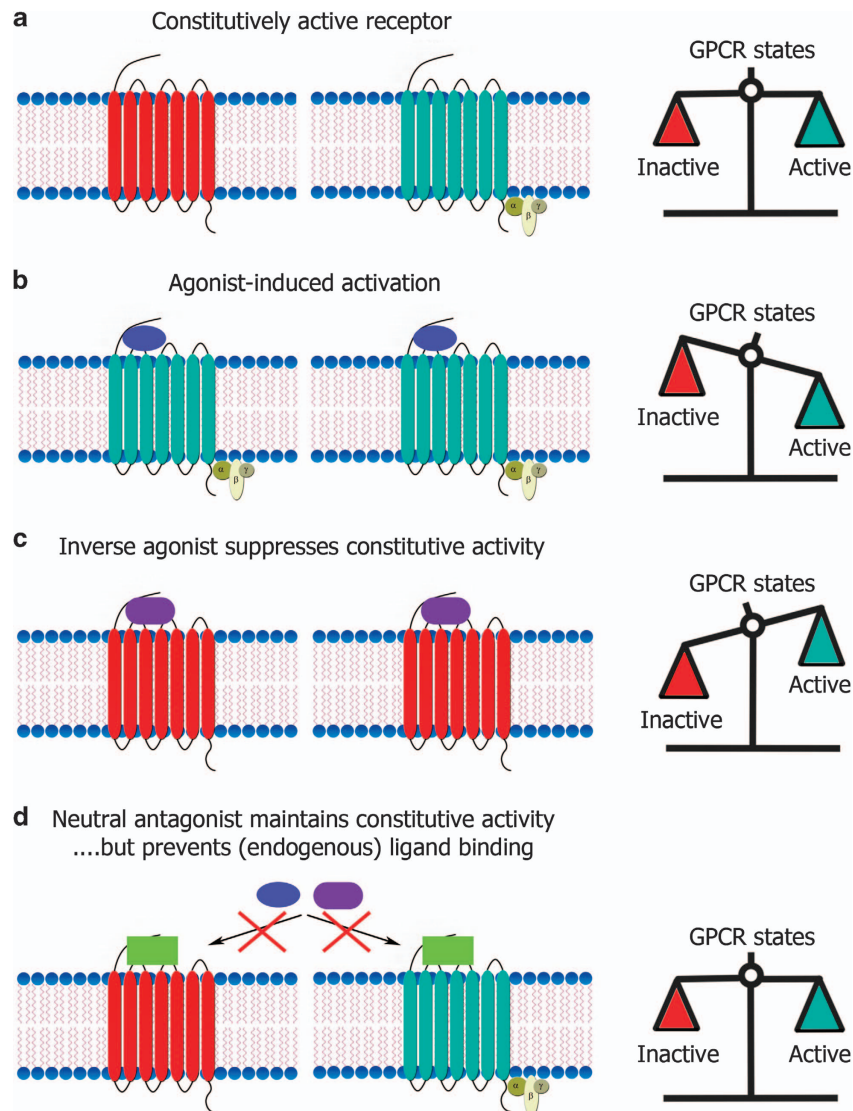 a
Constitutively active receptor
GPCR states
Inactive
Active
α
β
γ
b
Agonist-induced activation
GPCR states
Inactive
Active
α
β
γ
α
β
γ
c
Inverse agonist suppresses constitutive activity
GPCR states
Inactive
Active
d
Neutral antagonist maintains constitutive activity
....but prevents (endogenous) ligand binding
GPCR states
Inactive
Active
α
β
γ